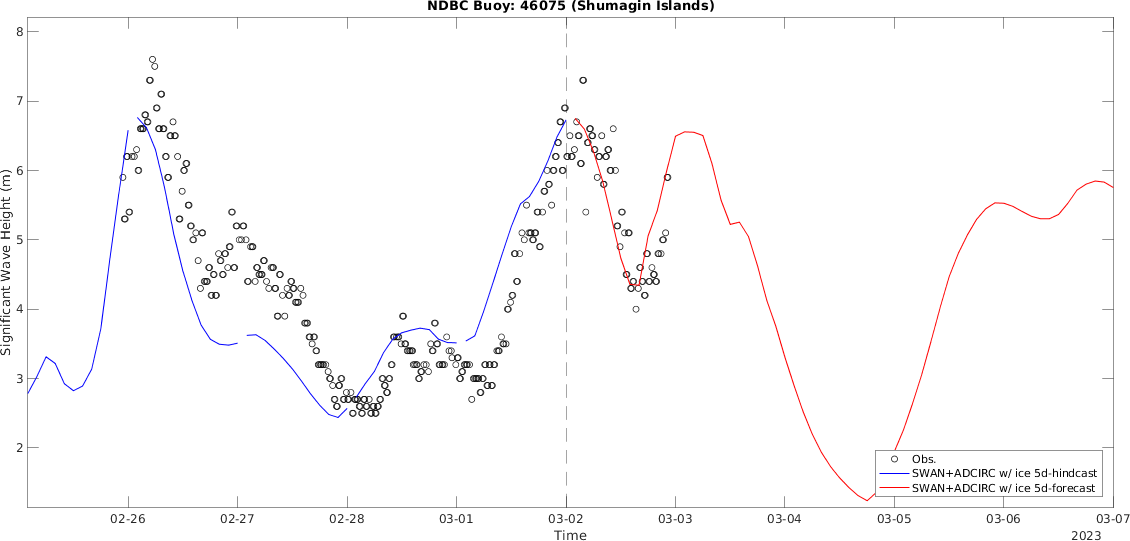 NDBC Buoy: 46075 (Shumagin Islands)
Significant Wave Height (m)
8
7
6
5
4
3
2
Obs.
SWAN+ADCIRC w/ ice 5d-hindcast
SWAN+ADCIRC w/ ice 5d-forecast
02-26 02-27 02-28 03-01 03-02 03-03 03-04 03-05 03-06 03-07
Time
2023